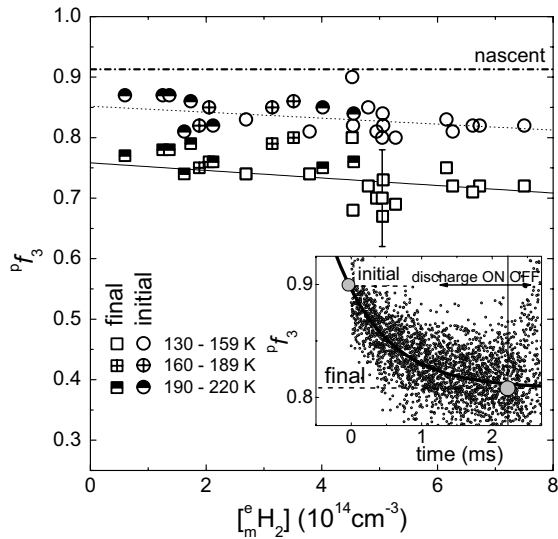 nascent
1.0
0.9
0.8
0.7
0.6
0.5
0.4
0.3
ᵖf₃
final
initial
130 - 159 K
160 - 189 K
190 - 220 K
0
2
4
6
8
[ᵉₘH₂] (10¹⁴cm⁻³)
initial
discharge ON OFF
final
ᵖf₃
0.9
0.8
0
1
2
time (ms)